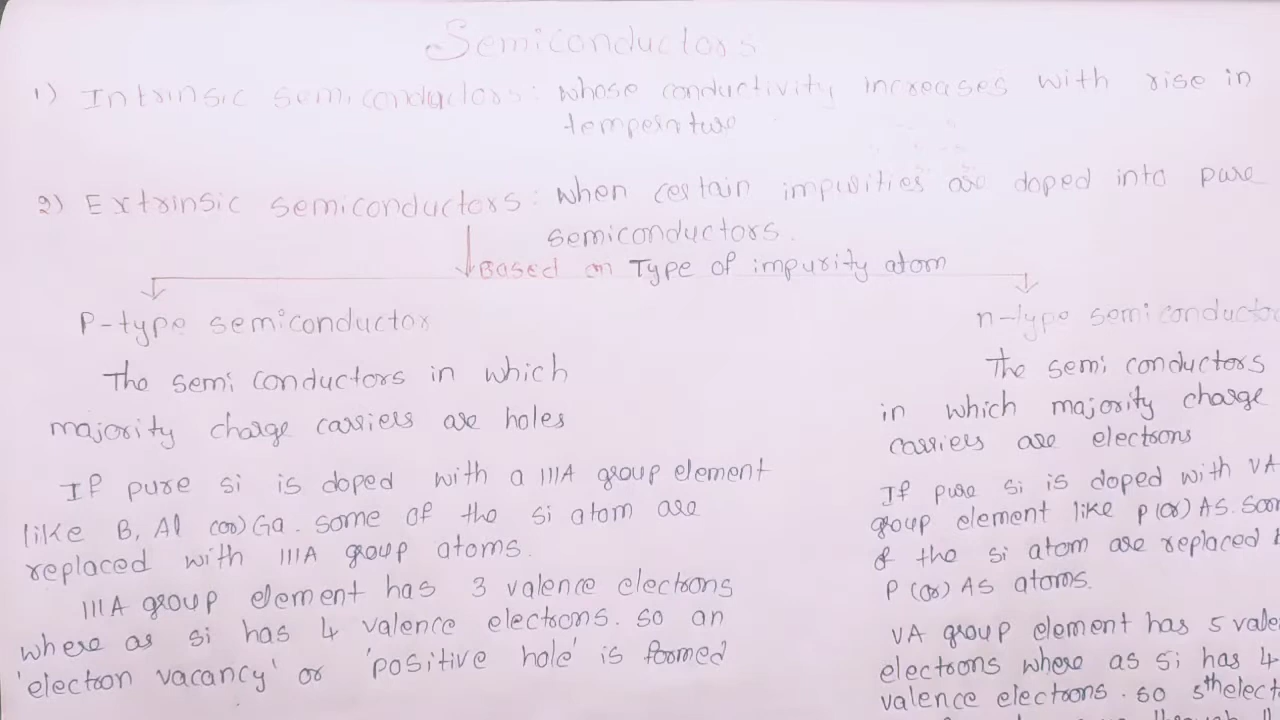 Semiconductors
1) Intrinsic semiconductors: whose conductivity increases with rise in
temperature
2) Extrinsic semiconductors: when certain impurities are doped into pure
semiconductors.
Based on Type of impurity atom
P-type semiconductor
The semi conductors in which
majority charge carriers are holes
If pure si is doped with a IIIA group element
like B, Al (or) Ga. some of the si atom are
replaced with IIIA group atoms.
IIIA group element has 3 valence electrons
where as si has 4 valence electrons. so an
'electron vacancy' or 'positive hole' is formed
n-type semiconducto
The semi conductors
in which majority charge
carriers are electrons
If pure si is doped with VA
group element like P (or) As.
of the si atom are replaced
P (or) As atoms.
VA group element has 5 vale
electrons where as si has 4
valence electrons. so 5th elect
through